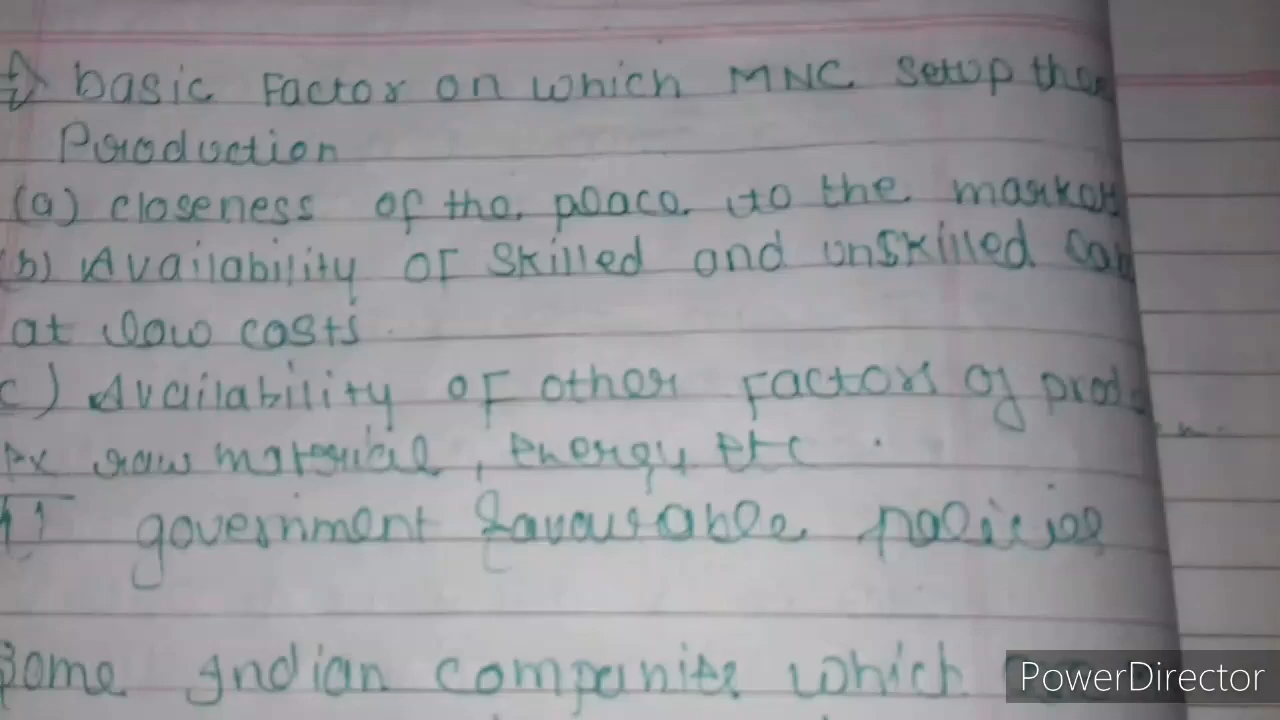 basic Factor on which MNC setup
Production
(a) closeness of the place to the market
(b) Availability of skilled and unskilled
at low costs
c) Availability of other factors of
Ex raw material, energy etc
government favourable policies
Some Indian companies which
PowerDirector